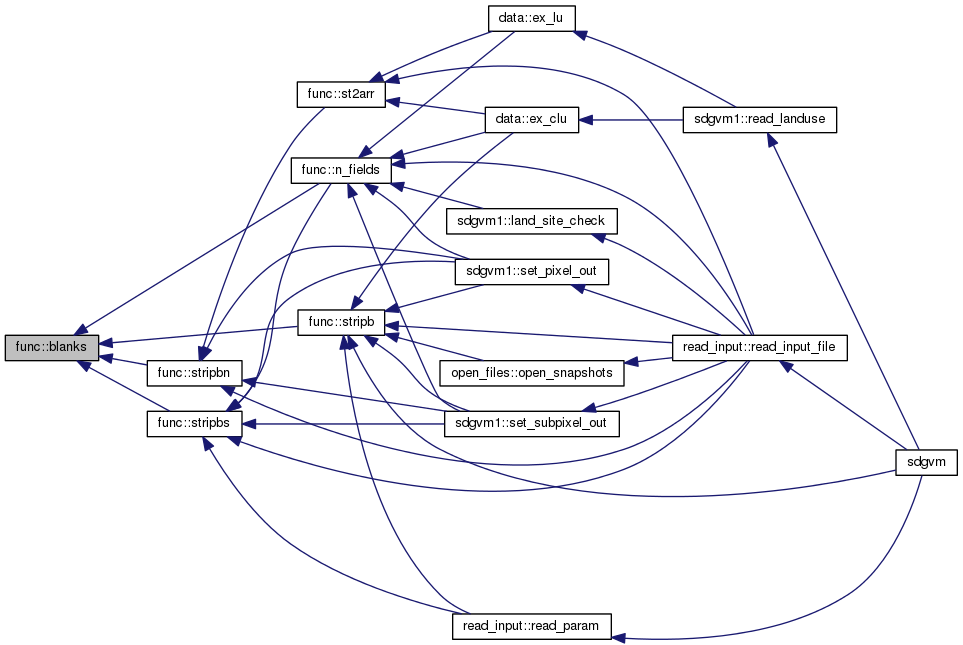 data::ex_lu
func::st2arr
data::ex_clu
sdgvm1::read_landuse
func::n_fields
sdgvm1::land_site_check
sdgvm1::set_pixel_out
func::stripb
func::blanks
read_input::read_input_file
func::stripbn
open_files::open_snapshots
func::stripbs
sdgvm1::set_subpixel_out
sdgvm
read_input::read_param